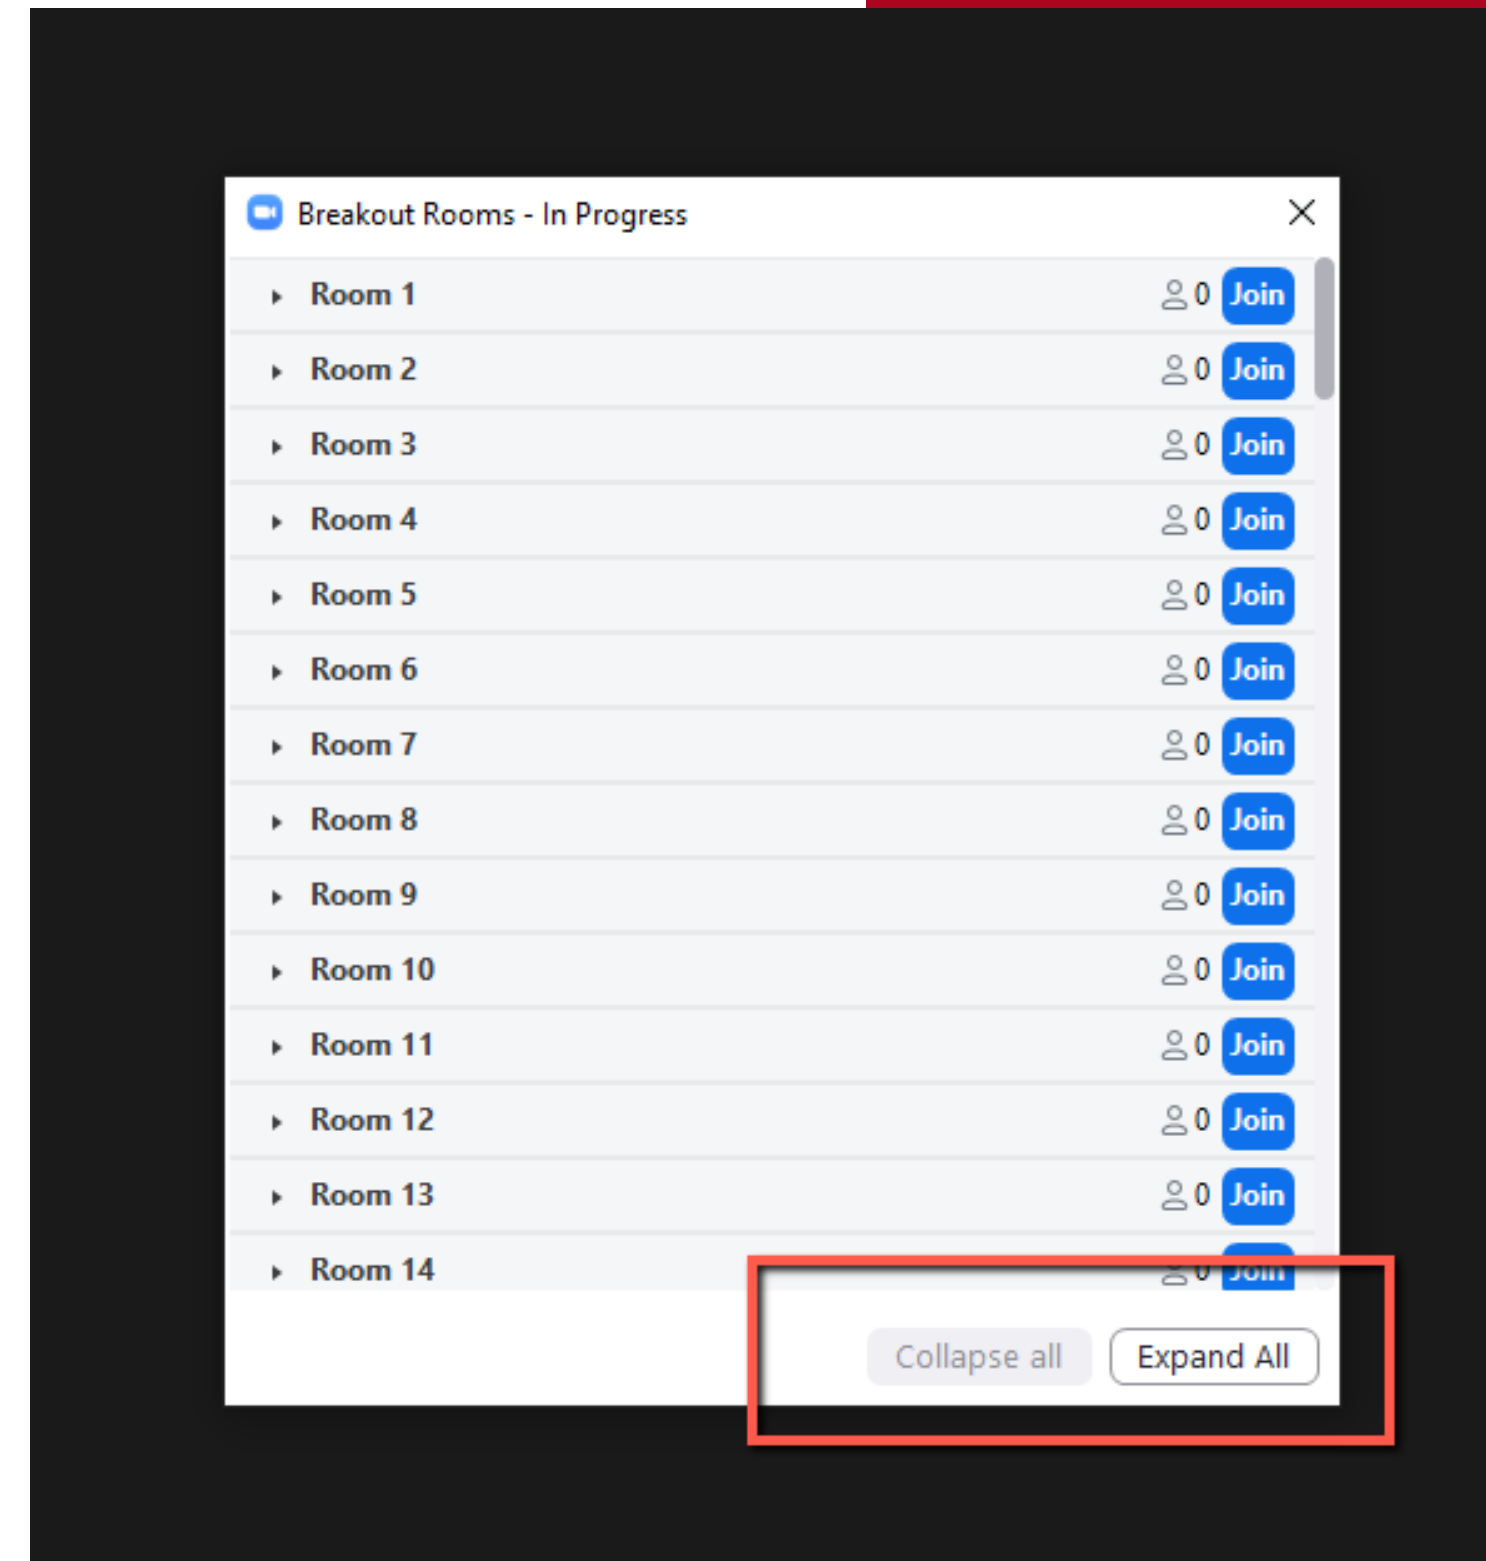 Breakout Rooms - In Progress
Room 1 0 Join
Room 2 0 Join
Room 3 0 Join
Room 4 0 Join
Room 5 0 Join
Room 6 0 Join
Room 7 0 Join
Room 8 0 Join
Room 9 0 Join
Room 10 0 Join
Room 11 0 Join
Room 12 0 Join
Room 13 0 Join
Room 14 0 Join
Collapse all Expand All